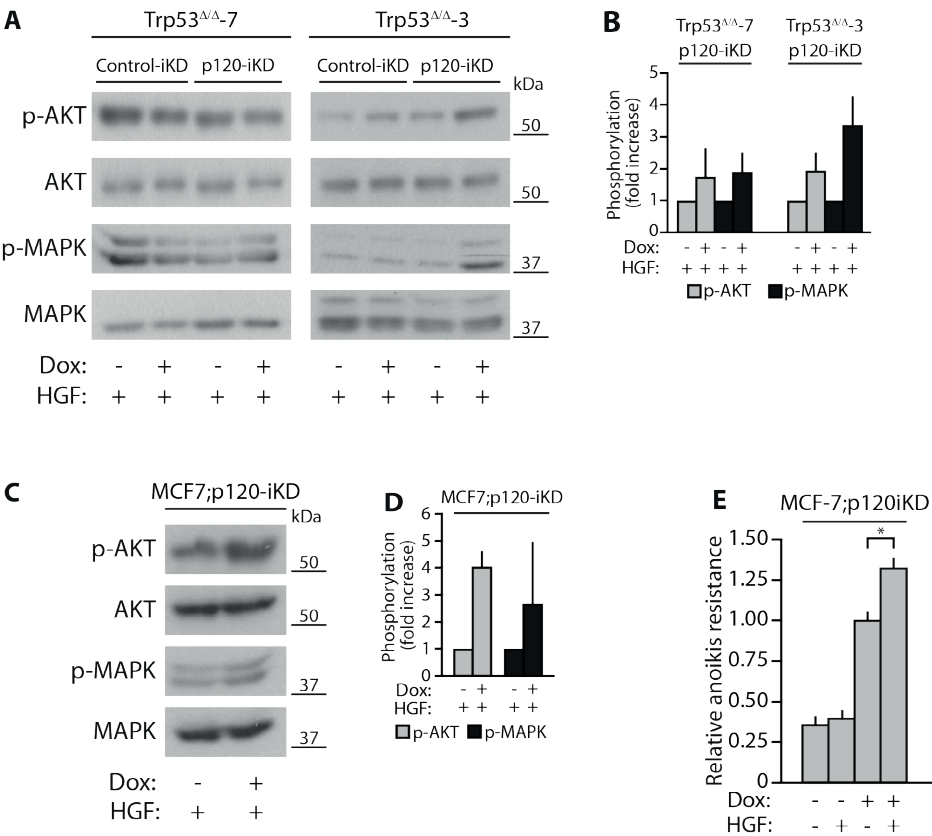 A
Trp53Δ/Δ-7 Trp53Δ/Δ-3
Control-iKD p120-iKD Control-iKD p120-iKD
kDa
p-AKT 50
AKT 50
p-MAPK 37
MAPK 37
Dox: - + - + - + - +
HGF: + + + + + + + +
B
Trp53Δ/Δ-7 Trp53Δ/Δ-3
p120-iKD p120-iKD
Phosphorylation
(fold increase)
5
4
3
2
1
0
Dox: - + - + - + - +
HGF: + + + + + + + +
p-AKT p-MAPK
C
MCF7;p120-iKD
kDa
p-AKT 50
AKT 50
p-MAPK 37
MAPK 37
Dox: - +
HGF: + +
D
MCF7;p120-iKD
Phosphorylation
(fold increase)
6
5
4
3
2
1
0
Dox: - + - +
HGF: + + + +
p-AKT p-MAPK
E
MCF-7;p120iKD
Relative anoikis resistance
1.50
1.25
1.00
0.75
0.50
0.25
0
*
Dox: - - + +
HGF: - + - +